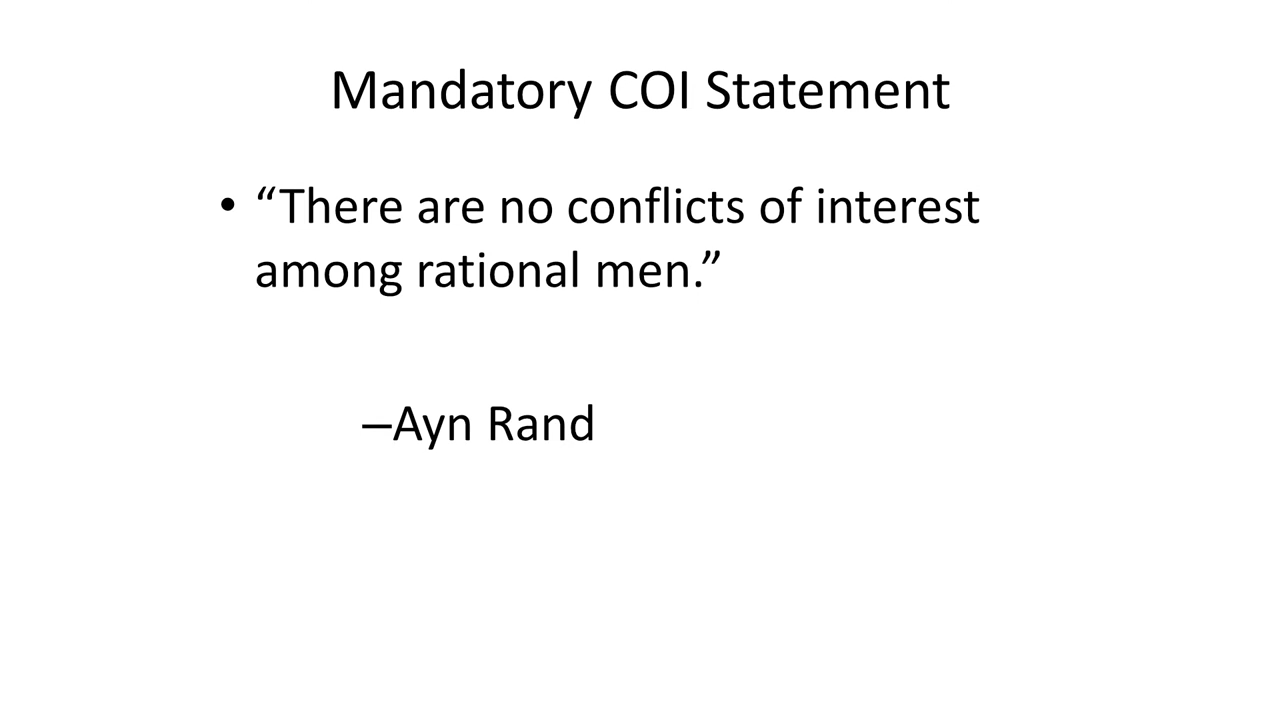 Mandatory COI Statement
• “There are no conflicts of interest
among rational men.”
–Ayn Rand